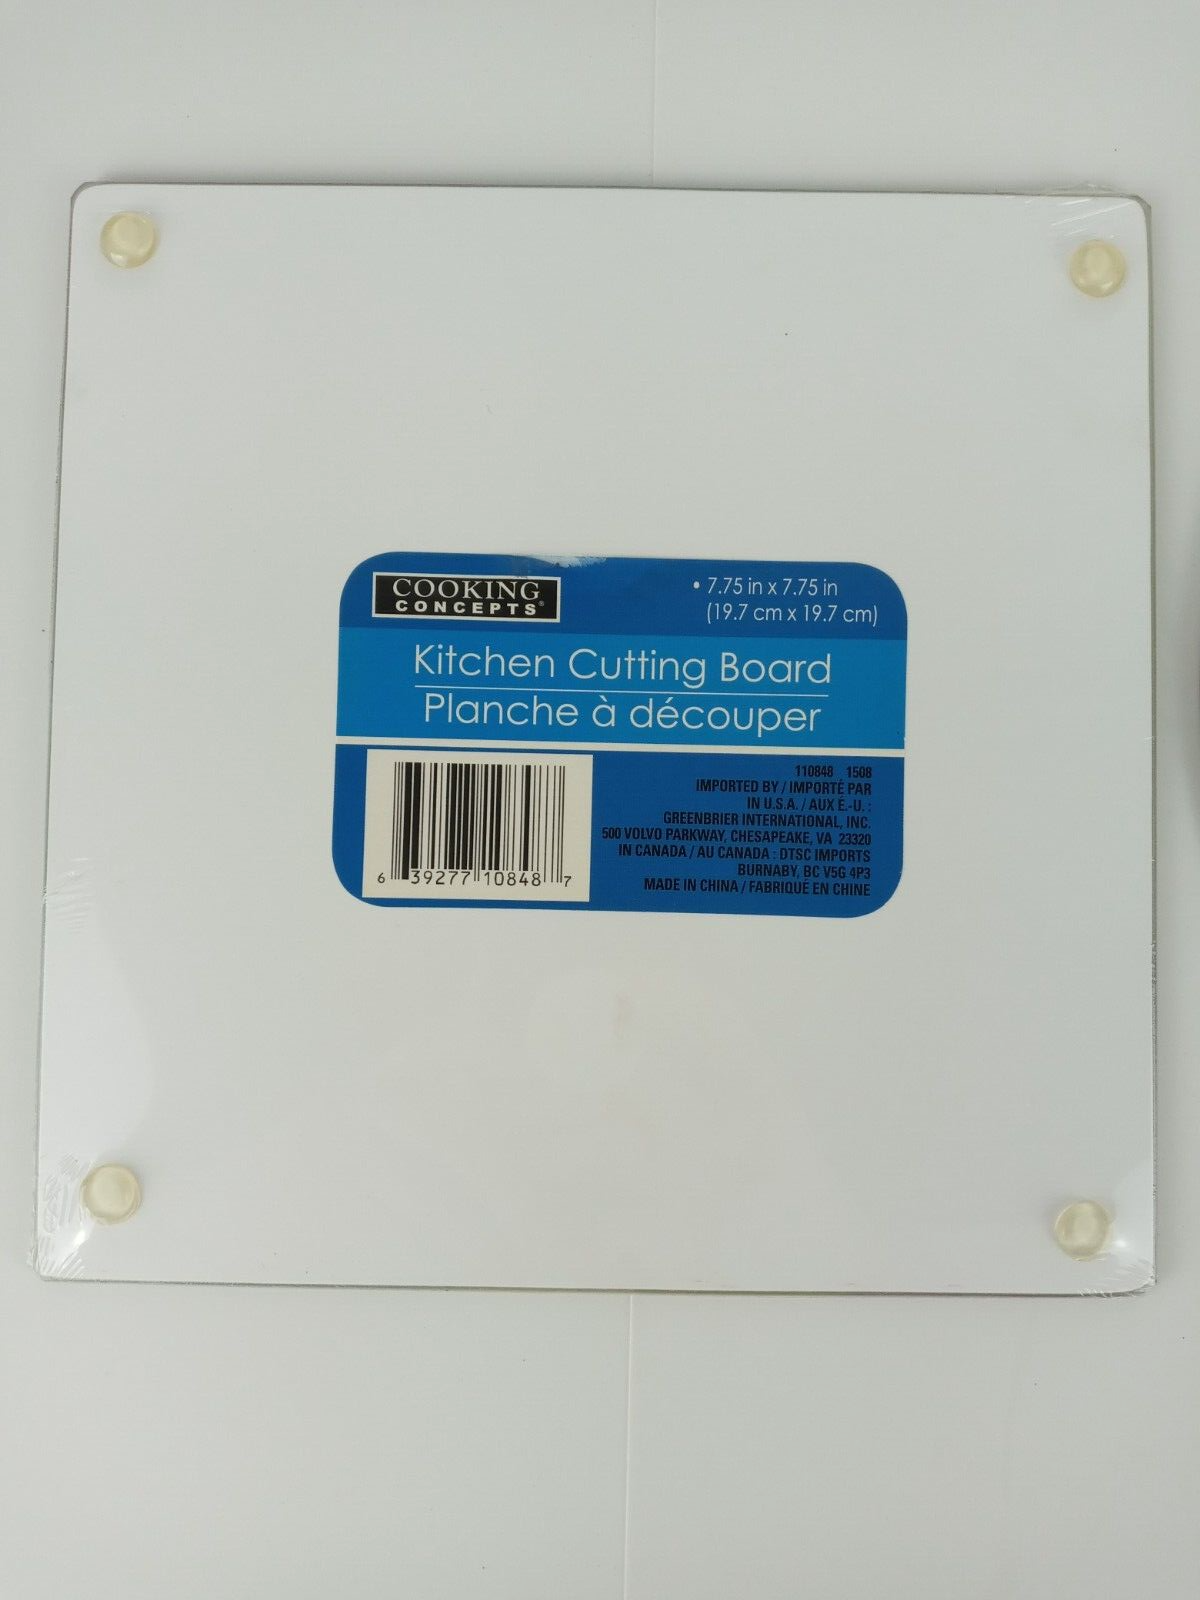 COOKING
CONCEPTS®
• 7.75 in x 7.75 in
(19.7 cm x 19.7 cm)
Kitchen Cutting Board
Planche à découper
110848 1508
IMPORTED BY / IMPORTÉ PAR
IN U.S.A. / AUX É.-U. :
GREENBRIER INTERNATIONAL, INC.
500 VOLVO PARKWAY, CHESAPEAKE, VA 23320
IN CANADA / AU CANADA : DTSC IMPORTS
BURNABY, BC V5G 4P3
MADE IN CHINA / FABRIQUÉ EN CHINE
6 39277 10848 7